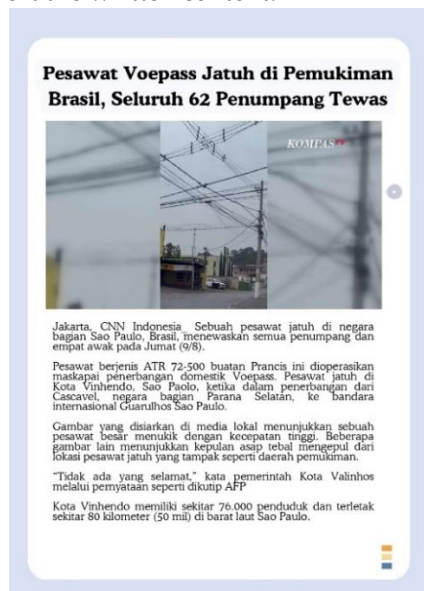 Pesawat Voepass Jatuh di Pemukiman
Brasil, Seluruh 62 Penumpang Tewas
KOMPAS TV
Jakarta, CNN Indonesia Sebuah pesawat jatuh di negara
bagian Sao Paulo, Brasil, menewaskan semua penumpang dan
empat awak pada Jumat (9/8).
Pesawat berjenis ATR 72-500 buatan Prancis ini dioperasikan
maskapai penerbangan domestik Voepass. Pesawat jatuh di
Kota Vinhendo, Sao Paolo, ketika dalam penerbangan dari
Cascavel, negara bagian Parana Selatan, ke bandara
internasional Guarulhos Sao Paulo.
Gambar yang disiarkan di media lokal menunjukkan sebuah
pesawat besar menukik dengan kecepatan tinggi. Beberapa
gambar lain menunjukkan kepulan asap tebal mengepul dari
lokasi pesawat jatuh yang tampak seperti daerah pemukiman.
“Tidak ada yang selamat,” kata pemerintah Kota Valinhos
melalui pernyataan seperti dikutip AFP
Kota Vinhendo memiliki sekitar 76.000 penduduk dan terletak
sekitar 80 kilometer (50 mil) di barat laut Sao Paulo.